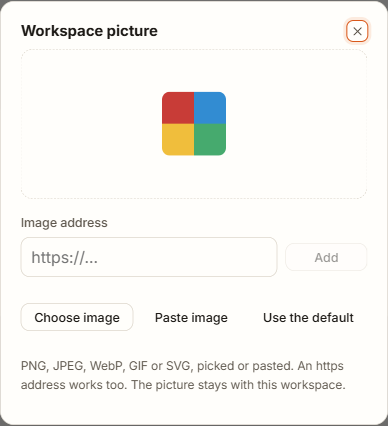 Workspace picture
Image address
https://...
Add
Choose image
Paste image
Use the default
PNG, JPEG, WebP, GIF or SVG, picked or pasted. An https
address works too. The picture stays with this workspace.